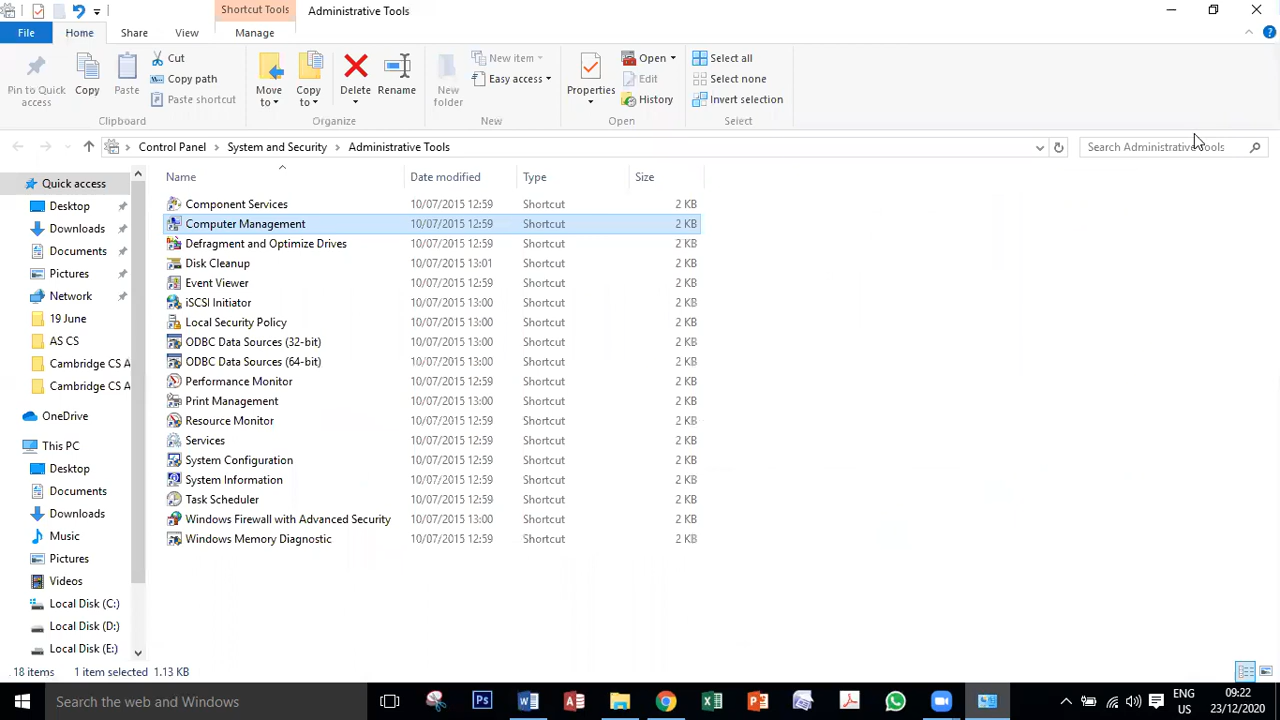 Shortcut Tools
Administrative Tools
File
Home
Share
View
Manage
Pin to Quick access
Copy
Paste
Cut
Copy path
Paste shortcut
Clipboard
Move to
Copy to
Delete
Rename
Organize
New folder
New item
Easy access
New
Properties
Open
Edit
History
Open
Select all
Select none
Invert selection
Select
Control Panel > System and Security > Administrative Tools
Search Administrative Tools
Quick access
Desktop
Downloads
Documents
Pictures
Network
19 June
AS CS
Cambridge CS A
Cambridge CS A
OneDrive
This PC
Desktop
Documents
Downloads
Music
Pictures
Videos
Local Disk (C:)
Local Disk (D:)
Local Disk (E:)
Name Date modified Type Size
Component Services 10/07/2015 12:59 Shortcut 2 KB
Computer Management 10/07/2015 12:59 Shortcut 2 KB
Defragment and Optimize Drives 10/07/2015 12:59 Shortcut 2 KB
Disk Cleanup 10/07/2015 13:01 Shortcut 2 KB
Event Viewer 10/07/2015 12:59 Shortcut 2 KB
iSCSI Initiator 10/07/2015 13:00 Shortcut 2 KB
Local Security Policy 10/07/2015 13:00 Shortcut 2 KB
ODBC Data Sources (32-bit) 10/07/2015 13:00 Shortcut 2 KB
ODBC Data Sources (64-bit) 10/07/2015 13:00 Shortcut 2 KB
Performance Monitor 10/07/2015 12:59 Shortcut 2 KB
Print Management 10/07/2015 13:00 Shortcut 2 KB
Resource Monitor 10/07/2015 12:59 Shortcut 2 KB
Services 10/07/2015 12:59 Shortcut 2 KB
System Configuration 10/07/2015 12:59 Shortcut 2 KB
System Information 10/07/2015 12:59 Shortcut 2 KB
Task Scheduler 10/07/2015 12:59 Shortcut 2 KB
Windows Firewall with Advanced Security 10/07/2015 13:00 Shortcut 2 KB
Windows Memory Diagnostic 10/07/2015 12:59 Shortcut 2 KB
18 items 1 item selected 1.13 KB
Search the web and Windows
ENG
US
09:22
23/12/2020